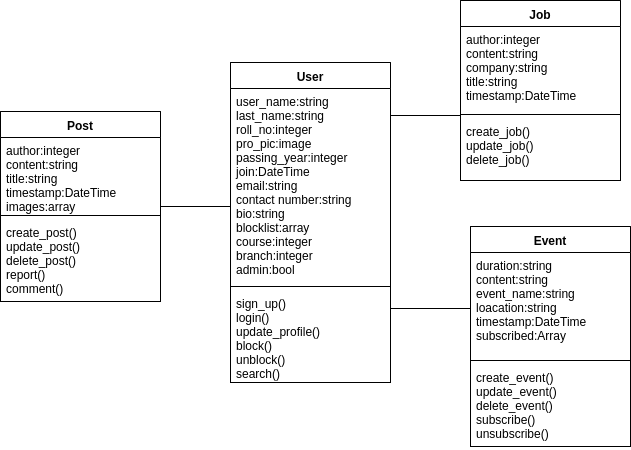 Post
author:integer
content:string
title:string
timestamp:DateTime
images:array
create_post()
update_post()
delete_post()
report()
comment()
User
user_name:string
last_name:string
roll_no:integer
pro_pic:image
passing_year:integer
join:DateTime
email:string
contact number:string
bio:string
blocklist:array
course:integer
branch:integer
admin:bool
sign_up()
login()
update_profile()
block()
unblock()
search()
Job
author:integer
content:string
company:string
title:string
timestamp:DateTime
create_job()
update_job()
delete_job()
Event
duration:string
content:string
event_name:string
loacation:string
timestamp:DateTime
subscribed:Array
create_event()
update_event()
delete_event()
subscribe()
unsubscribe()